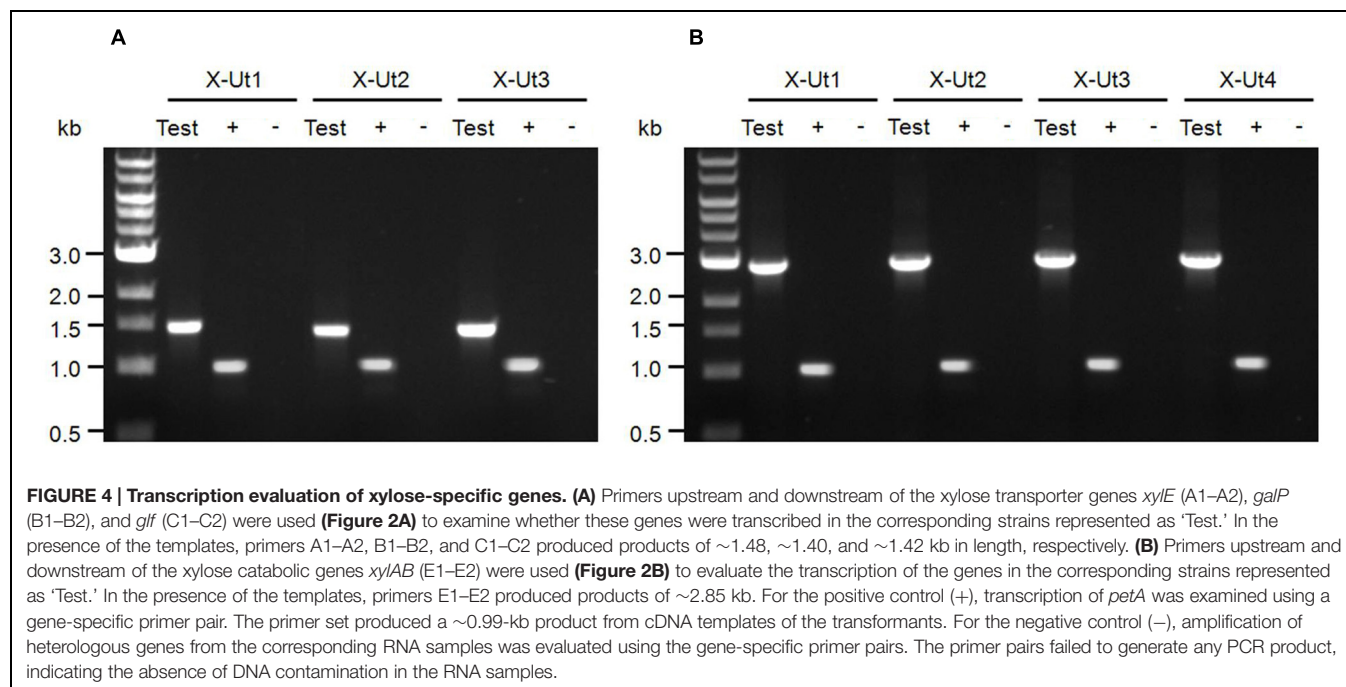 A
X-Ut1 X-Ut2 X-Ut3
kb Test + - Test + - Test + -
3.0
2.0
1.5
1.0
0.5
B
X-Ut1 X-Ut2 X-Ut3 X-Ut4
kb Test + - Test + - Test + - Test + -
3.0
2.0
1.5
1.0
0.5
FIGURE 4 | Transcription evaluation of xylose-specific genes. (A) Primers upstream and downstream of the xylose transporter genes xylE (A1–A2), galP
(B1–B2), and glf (C1–C2) were used (Figure 2A) to examine whether these genes were transcribed in the corresponding strains represented as ‘Test.’ In the
presence of the templates, primers A1–A2, B1–B2, and C1–C2 produced products of ∼1.48, ∼1.40, and ∼1.42 kb in length, respectively. (B) Primers upstream and
downstream of the xylose catabolic genes xylAB (E1–E2) were used (Figure 2B) to evaluate the transcription of the genes in the corresponding strains represented
as ‘Test.’ In the presence of the templates, primers E1–E2 produced products of ∼2.85 kb. For the positive control (+), transcription of petA was examined using a
gene-specific primer pair. The primer set produced a ∼0.99-kb product from cDNA templates of the transformants. For the negative control (−), amplification of
heterologous genes from the corresponding RNA samples was evaluated using the gene-specific primer pairs. The primer pairs failed to generate any PCR product,
indicating the absence of DNA contamination in the RNA samples.